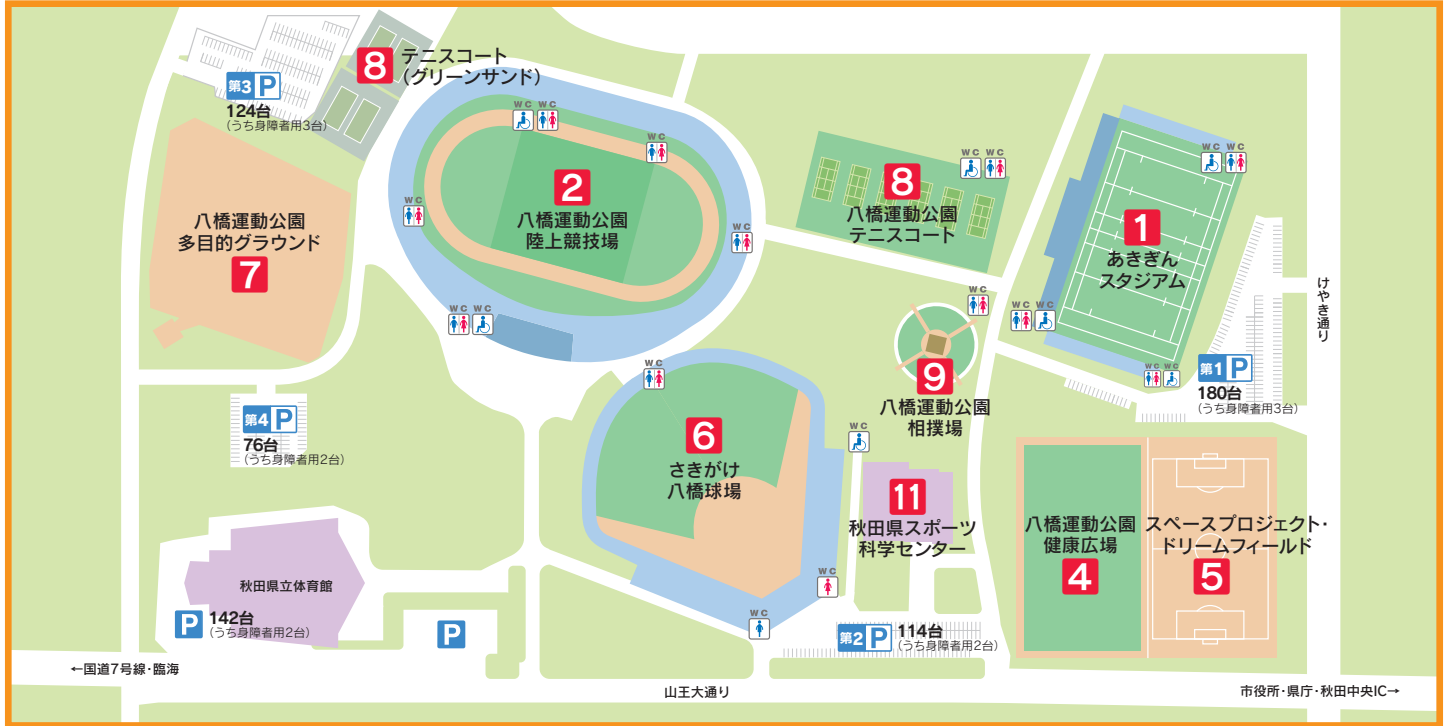 8
テニスコート
（グリーンサンド）
第3 P
124台
（うち身障者用3台）
WC
WC
WC
2
八橋運動公園
陸上競技場
WC
WC
WC
WC
8
八橋運動公園
テニスコート
WC
WC
WC
WC
1
あきぎん
スタジアム
けやき通り
八橋運動公園
多目的グラウンド
7
WC
WC
WC
WC
WC
第1 P
180台
（うち身障者用3台）
9
八橋運動公園
相撲場
第4 P
76台
（うち身障者用2台）
WC
6
さきがけ
八橋球場
WC
11
秋田県スポーツ
科学センター
八橋運動公園
健康広場
4
スペースプロジェクト・
ドリームフィールド
5
秋田県立体育館
P 142台
（うち身障者用2台）
P
WC
WC
第2 P 114台
（うち身障者用2台）
←国道7号線・臨海
山王大通り
市役所・県庁・秋田中央IC→